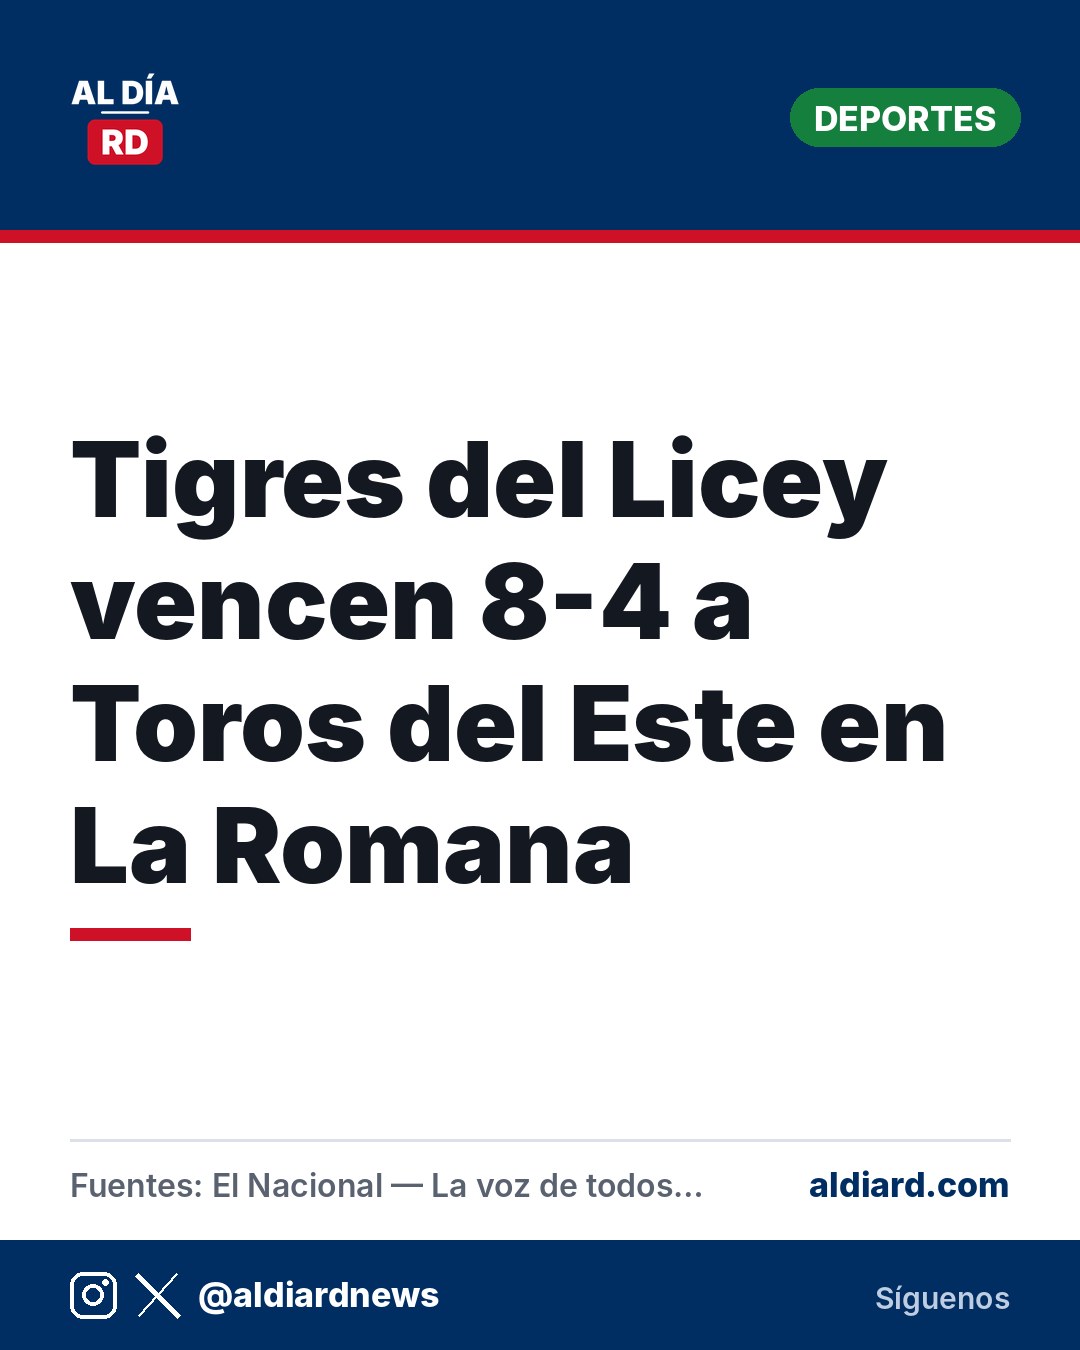 AL DÍA
RD
DEPORTES
Tigres del Licey
vencen 8-4 a
Toros del Este en
La Romana
Fuentes: El Nacional — La voz de todos...
aldiard.com
@aldiardnews
Síguenos